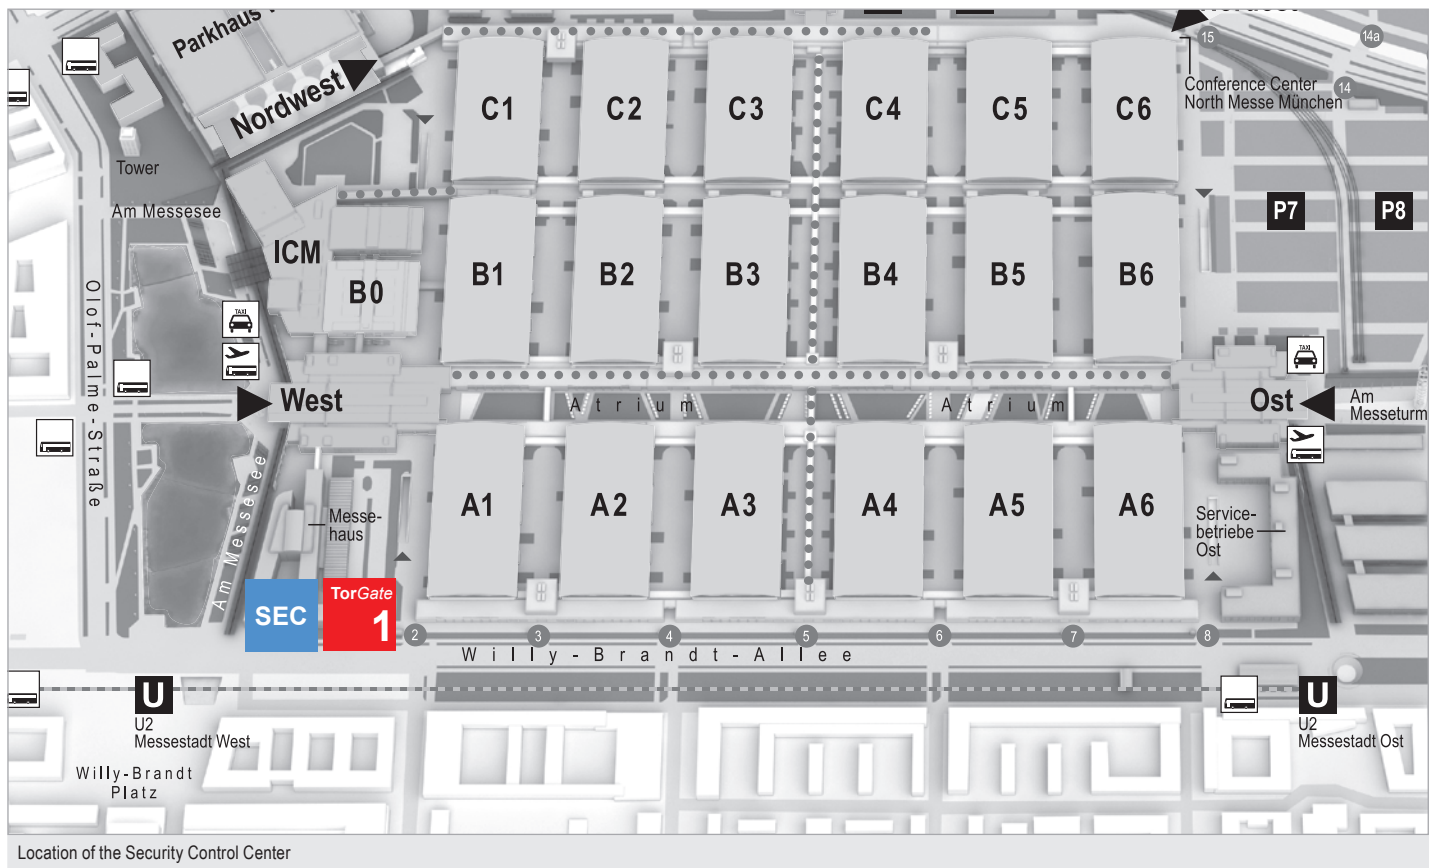 Parkhaus
Nordwest
C1
C2
C3
C4
C5
C6
15
14a
14
Conference Center
North Messe München
Tower
Am Messesee
ICM
B0
B1
B2
B3
B4
B5
B6
P7
P8
TAXI
TAXI
Olof-Palme-Straße
West
Atrium
Atrium
Ost
Am
Messeturm
A1
A2
A3
A4
A5
A6
Messe-
haus
Service-
betriebe
Ost
Am Messesee
SEC
TorGate
1
2
3
4
5
6
7
8
Willy-Brandt-Allee
U
U2
Messestadt West
U
U2
Messestadt Ost
Willy-Brandt
Platz
Location of the Security Control Center